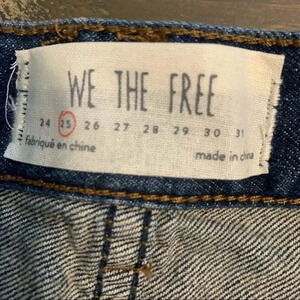 WE THE FREE
24 25 26 27 28 29 30 31
fabriqué en chine
made in china